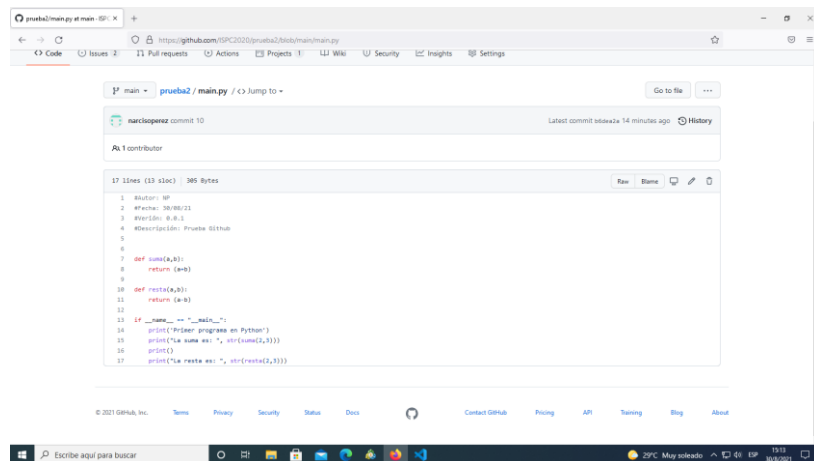 prueba2/main.py at main · ISPC
https://github.com/ISPC2020/prueba2/blob/main/main.py
Code Issues 2 Pull requests Actions Projects 1 Wiki Security Insights Settings
main prueba2 / main.py / <> Jump to Go to file ...
narcisoperez commit 10 Latest commit 14 minutes ago History
1 contributor
17 lines (13 sloc) 305 Bytes Raw Blame
1 #Autor: NP
2 #Fecha: 30/08/21
3 #Verión: 0.0.1
4 #Descripción: Prueba Github
5
6
7 def suma(a,b):
8 return (a+b)
9
10 def resta(a,b):
11 return (a-b)
12
13 if __name__ == "__main__":
14 print('Primer programa en Python')
15 print("La suma es: ", str(suma(2,3)))
16 print()
17 print("La resta es: ", str(resta(2,3)))
© 2021 GitHub, Inc. Terms Privacy Security Status Docs Contact GitHub Pricing API Training Blog About
Escribe aquí para buscar 29°C Muy soleado ESP 15:13
30/8/2021